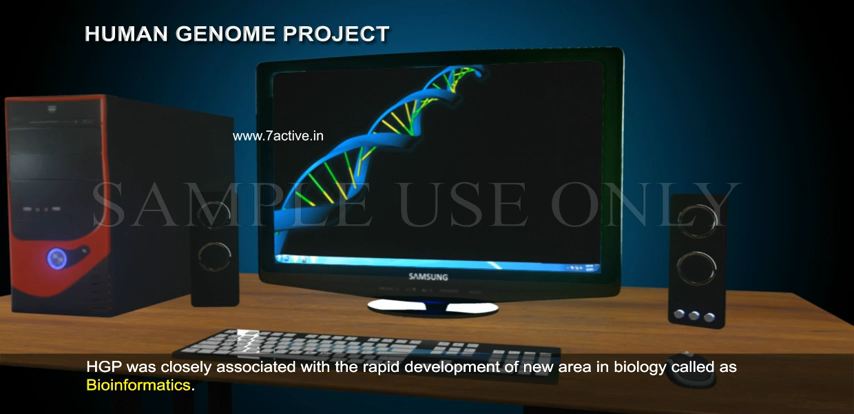 HUMAN GENOME PROJECT
www.7active.in
SAMPLE USE ONLY
SAMSUNG
HGP was closely associated with the rapid development of new area in biology called as
Bioinformatics.